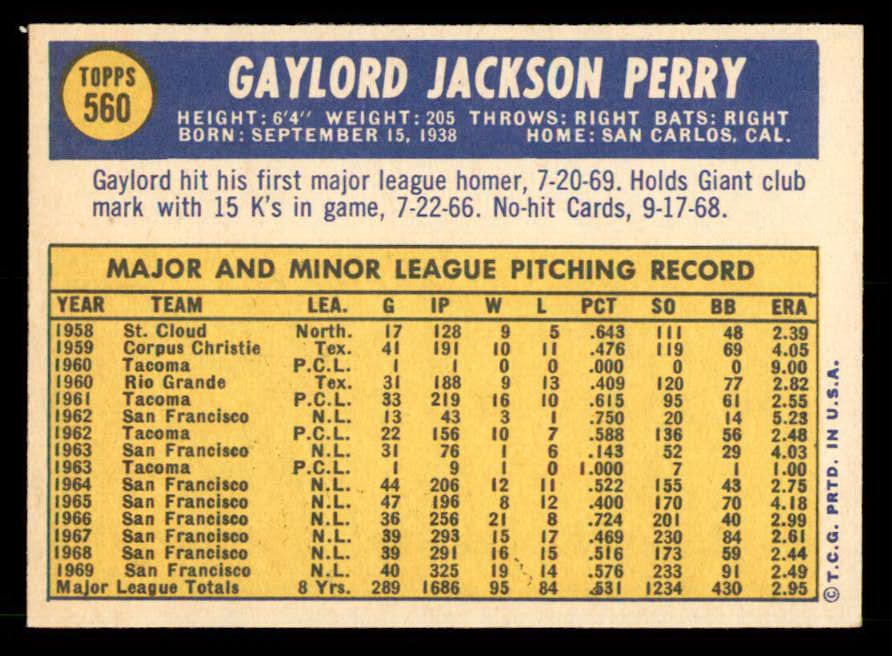 TOPPS
560
GAYLORD JACKSON PERRY
HEIGHT: 6'4" WEIGHT: 205 THROWS: RIGHT BATS: RIGHT
BORN: SEPTEMBER 15, 1938 HOME: SAN CARLOS, CAL.
Gaylord hit his first major league homer, 7-20-69. Holds Giant club
mark with 15 K's in game, 7-22-66. No-hit Cards, 9-17-68.
MAJOR AND MINOR LEAGUE PITCHING RECORD
YEAR TEAM LEA. G IP W L PCT SO BB ERA
1958 St. Cloud North. 17 128 9 5 .643 111 48 2.39
1959 Corpus Christie Tex. 41 191 10 11 .476 119 69 4.05
1960 Tacoma P.C.L. 1 1 0 0 .000 0 0 9.00
1960 Rio Grande Tex. 31 188 9 13 .409 120 77 2.82
1961 Tacoma P.C.L. 33 219 16 10 .615 95 61 2.55
1962 San Francisco N.L. 13 43 3 1 .750 20 14 5.23
1962 Tacoma P.C.L. 22 156 10 7 .588 136 56 2.48
1963 San Francisco N.L. 31 76 1 6 .143 52 29 4.03
1963 Tacoma P.C.L. 1 9 1 0 1.000 7 1 1.00
1964 San Francisco N.L. 44 206 12 11 .522 155 43 2.75
1965 San Francisco N.L. 47 196 8 12 .400 170 70 4.18
1966 San Francisco N.L. 36 256 21 8 .724 201 40 2.99
1967 San Francisco N.L. 39 293 15 17 .469 230 84 2.61
1968 San Francisco N.L. 39 291 16 15 .516 173 59 2.44
1969 San Francisco N.L. 40 325 19 14 .576 233 91 2.49
Major League Totals 8 Yrs. 289 1686 95 84 .531 1234 430 2.95
© T.C.G. PRTD. IN U.S.A.